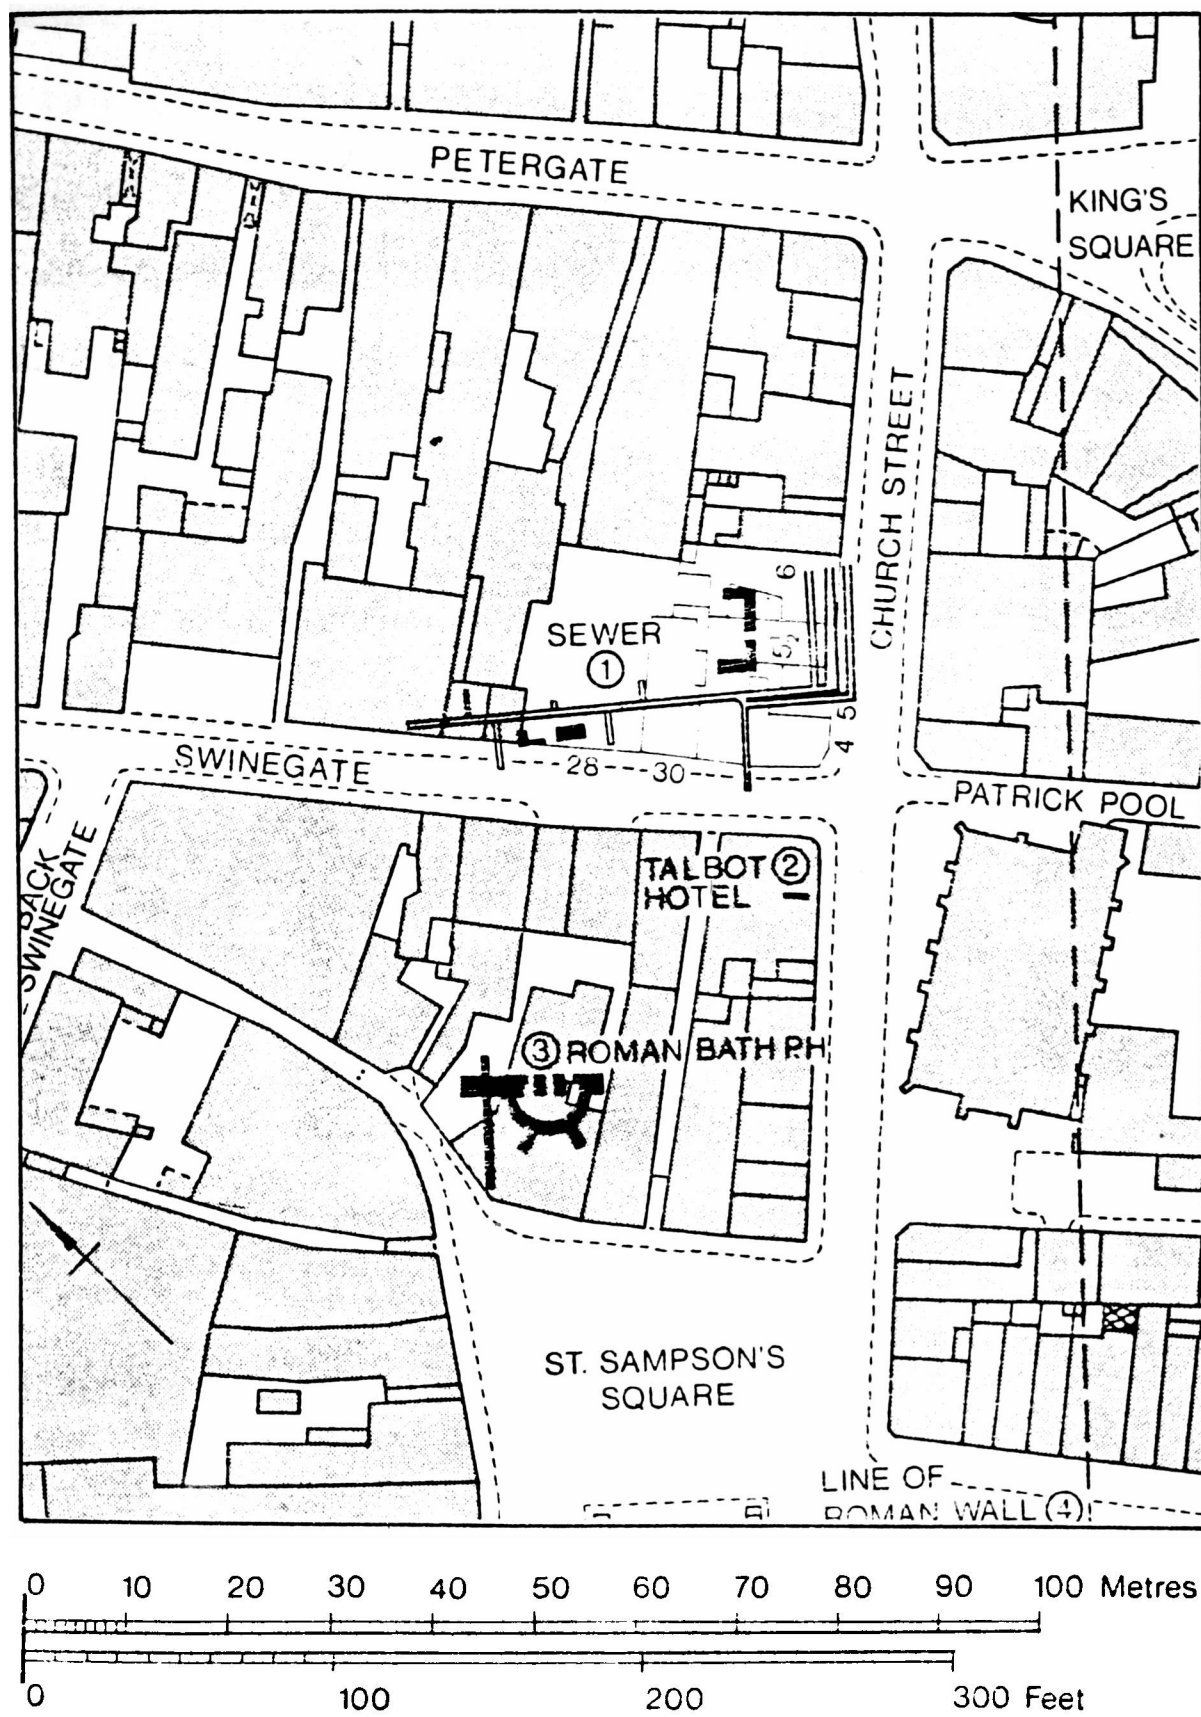 PETERGATE
KING'S
SQUARE
CHURCH STREET
SEWER
1
6
5
2
5
4
SWINEGATE
28
30
PATRICK POOL
BACK
SWINEGATE
TALBOT 2
HOTEL
3 ROMAN BATH P.H
ST. SAMPSON'S
SQUARE
LINE OF
ROMAN WALL 4
0 10 20 30 40 50 60 70 80 90 100 Metres
0 100 200 300 Feet